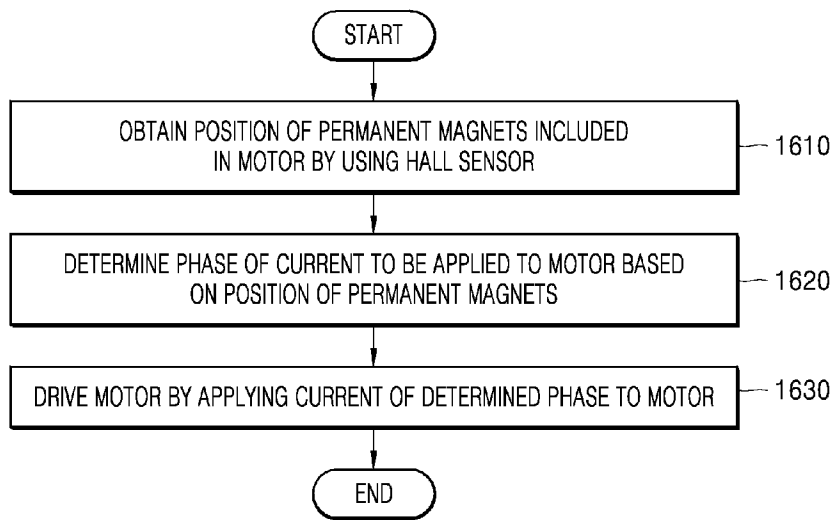 START
OBTAIN POSITION OF PERMANENT MAGNETS INCLUDED
IN MOTOR BY USING HALL SENSOR
1610
DETERMINE PHASE OF CURRENT TO BE APPLIED TO MOTOR BASED
ON POSITION OF PERMANENT MAGNETS
1620
DRIVE MOTOR BY APPLYING CURRENT OF DETERMINED PHASE TO MOTOR
1630
END